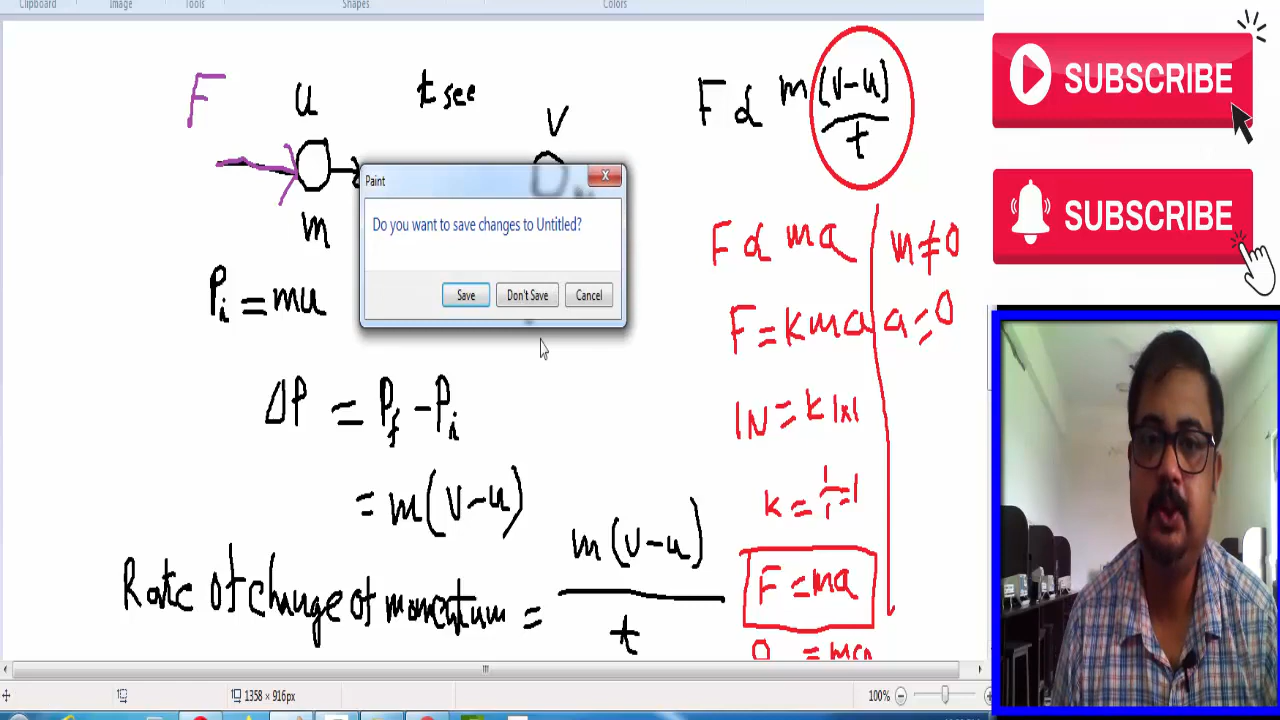 Clipboard Image Tools Shapes Colors
F u t sec
V
m
Pi = mu
Paint
Do you want to save changes to Untitled?
Save Don't Save Cancel
ΔP = Pf - Pi
= m(v-u)
Rate of change of momentum = m(v-u)/t
F ∝ m(v-u)/t
F ∝ ma
F = kma
1N = k 1x1
k = 1/1 = 1
F = ma
m ≠ 0
a = 0
SUBSCRIBE
SUBSCRIBE
1358 × 916px
100%